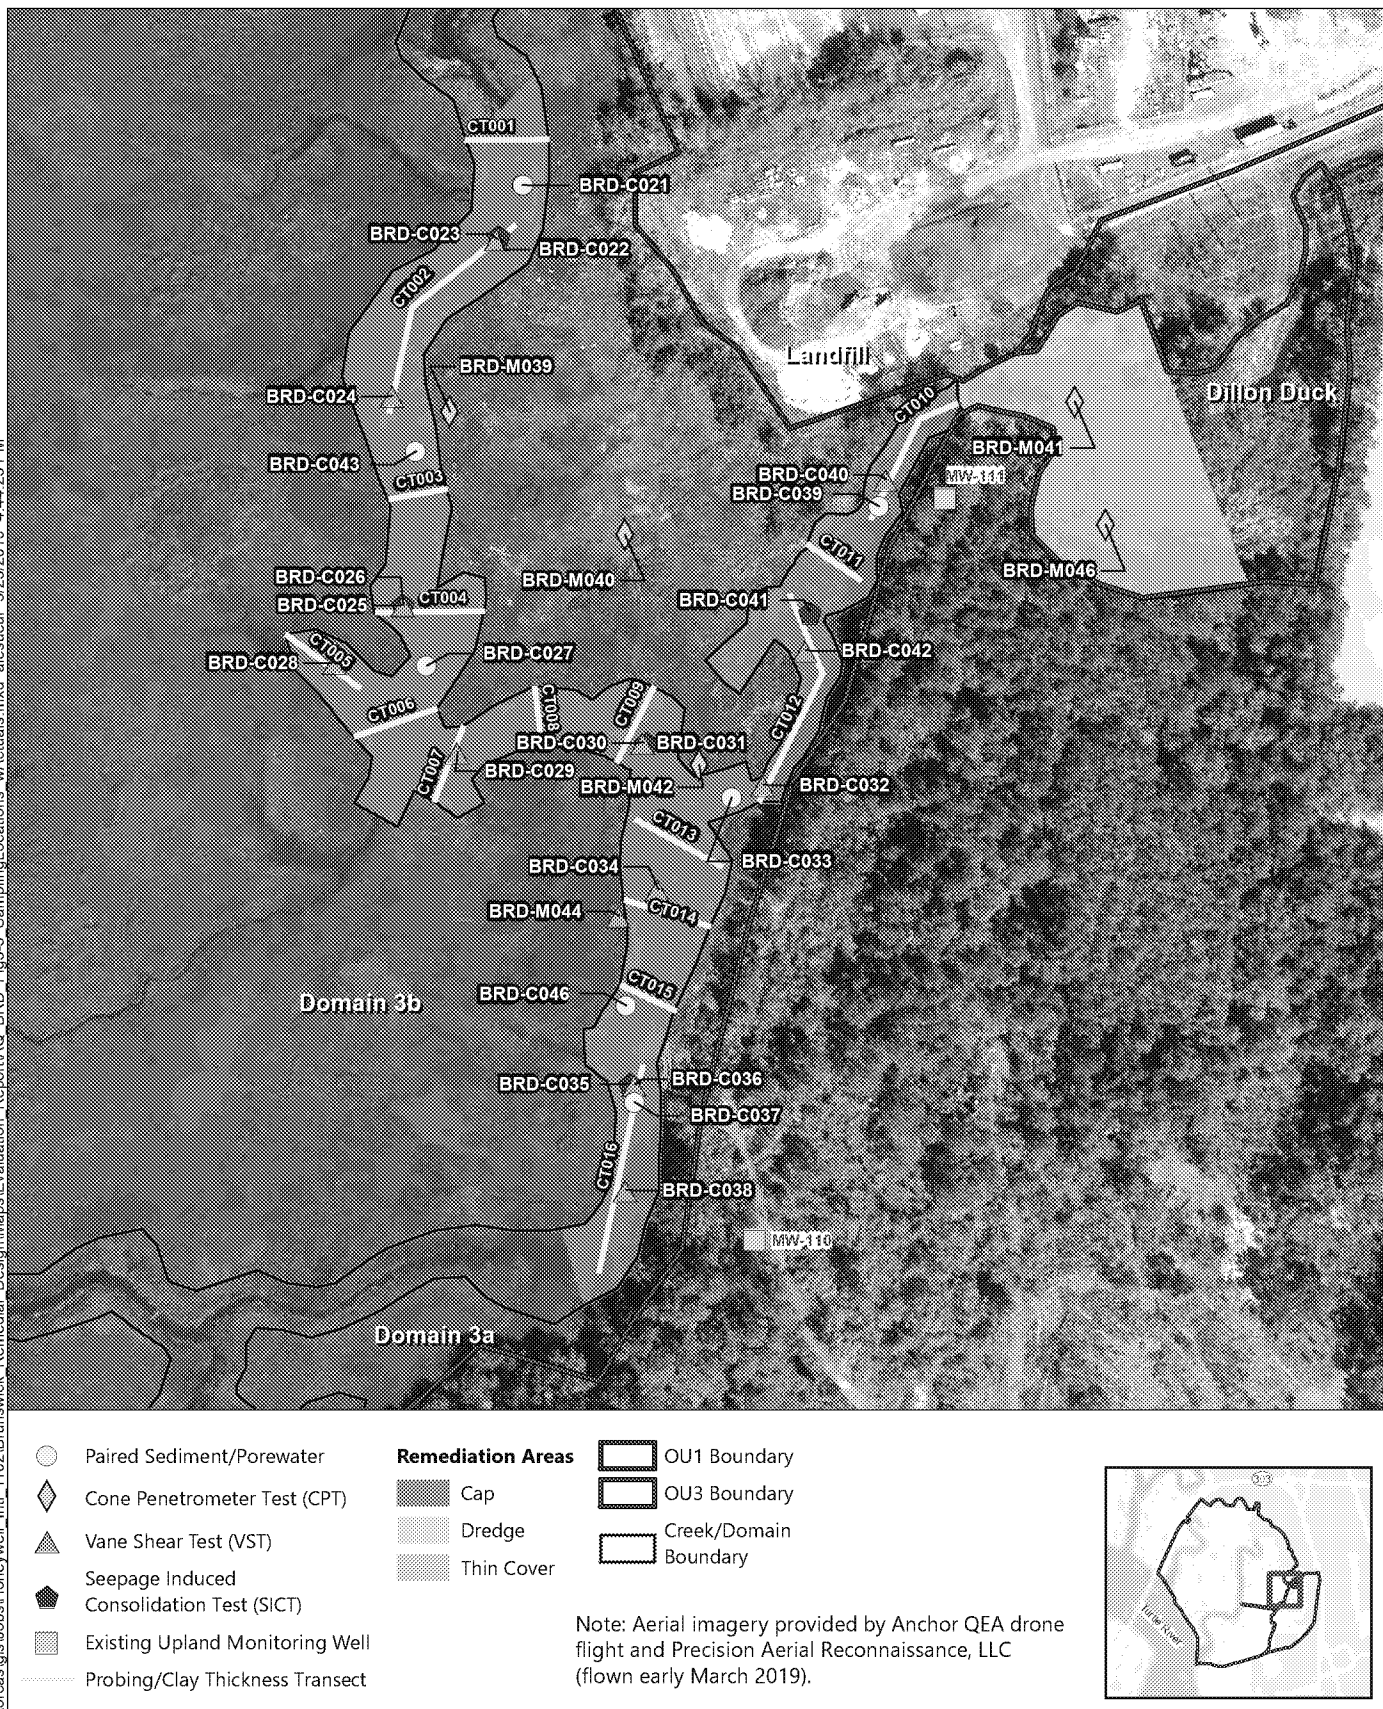 CT001
BRD-C021
BRD-C023
BRD-C022
CT002
BRD-M039
Landfill
BRD-C024
CT010
Dillon Duck
BRD-M041
BRD-C043
BRD-C040
MW-111
CT003
BRD-C039
CT011
BRD-M046
BRD-C026
BRD-M040
CT004
BRD-C041
BRD-C025
CT005
BRD-C027
BRD-C042
BRD-C028
CT006
CT008
CT009
CT012
BRD-C030
BRD-C031
CT007
BRD-C029
BRD-M042
BRD-C032
CT013
BRD-C034
BRD-C033
BRD-M044
CT014
CT015
BRD-C046
Domain 3b
BRD-C035
BRD-C036
BRD-C037
CT016
BRD-C038
MW-110
Domain 3a
Paired Sediment/Porewater
Cone Penetrometer Test (CPT)
Vane Shear Test (VST)
Seepage Induced
Consolidation Test (SICT)
Existing Upland Monitoring Well
Probing/Clay Thickness Transect
Remediation Areas
Cap
Dredge
Thin Cover
OU1 Boundary
OU3 Boundary
Creek/Domain
Boundary
Note: Aerial imagery provided by Anchor QEA drone
flight and Precision Aerial Reconnaissance, LLC
(flown early March 2019).
303
Turtle River